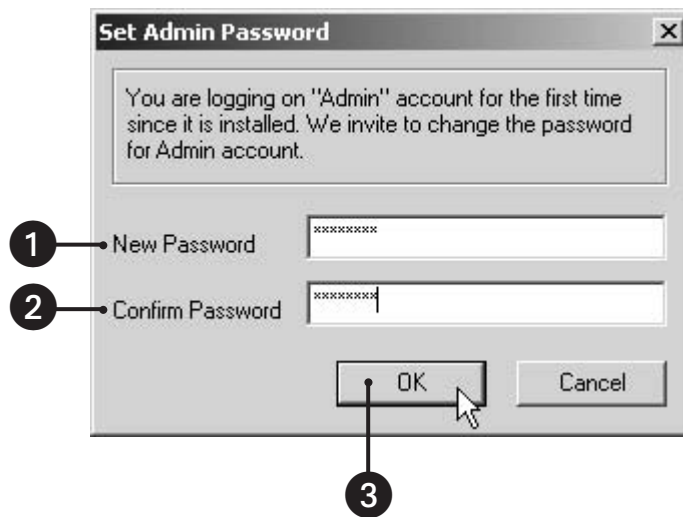 Set Admin Password
You are logging on "Admin" account for the first time
since it is installed. We invite to change the password
for Admin account.
1 New Password ********
2 Confirm Password ********
OK Cancel
3